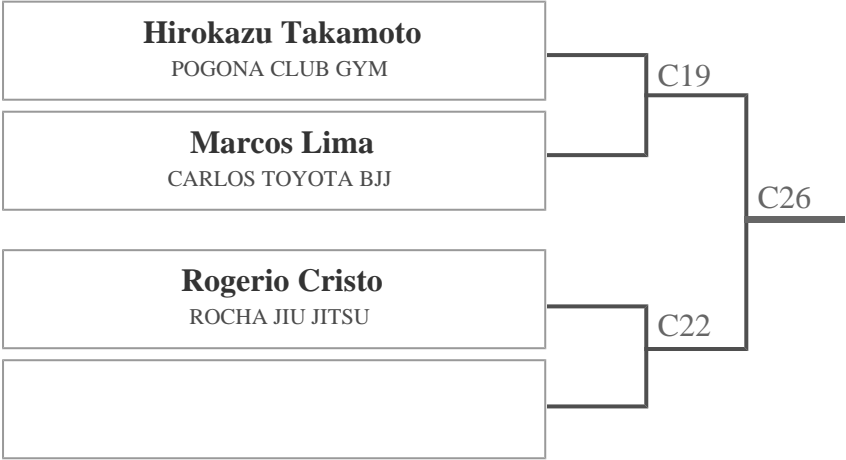 Hirokazu Takamoto
POGONA CLUB GYM
C19
Marcos Lima
CARLOS TOYOTA BJJ
C26
Rogerio Cristo
ROCHA JIU JITSU
C22